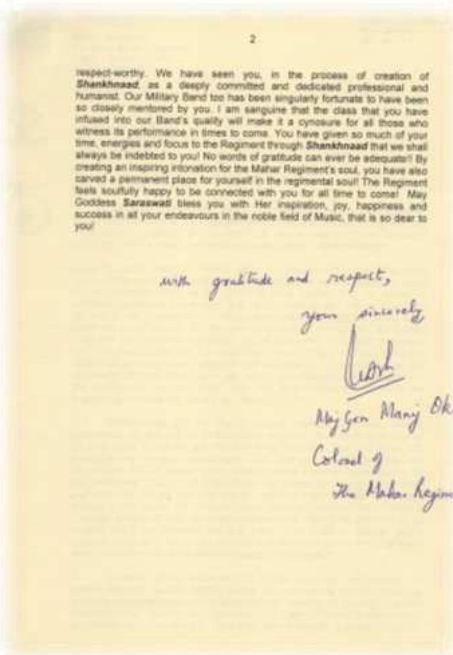 2
respect-worthy. We have seen you, in the process of creation of
Shankhnaad, as a deeply committed and dedicated professional and
humanist. Our Military Band too has been singularly fortunate to have been
so closely mentored by you. I am sanguine that the class that you have
infused into our Band's quality will make it a cynosure for all those who
witness its performance in times to come. You have given so much of your
time, energies and focus to the Regiment through Shankhnaad that we shall
always be indebted to you! No words of gratitude can ever be adequate!! By
creating an inspiring intonation for the Mahar Regiment's soul, you have also
carved a permanent place for yourself in the regimental soul! The Regiment
feels soulfully happy to be connected with you for all time to come! May
Goddess Saraswati bless you with Her inspiration, joy, happiness and
success in all your endeavours in the noble field of Music, that is so dear to
you!
with gratitude and respect,
yours sincerely
Maj Gen Manoj
Colonel of
The Mahar